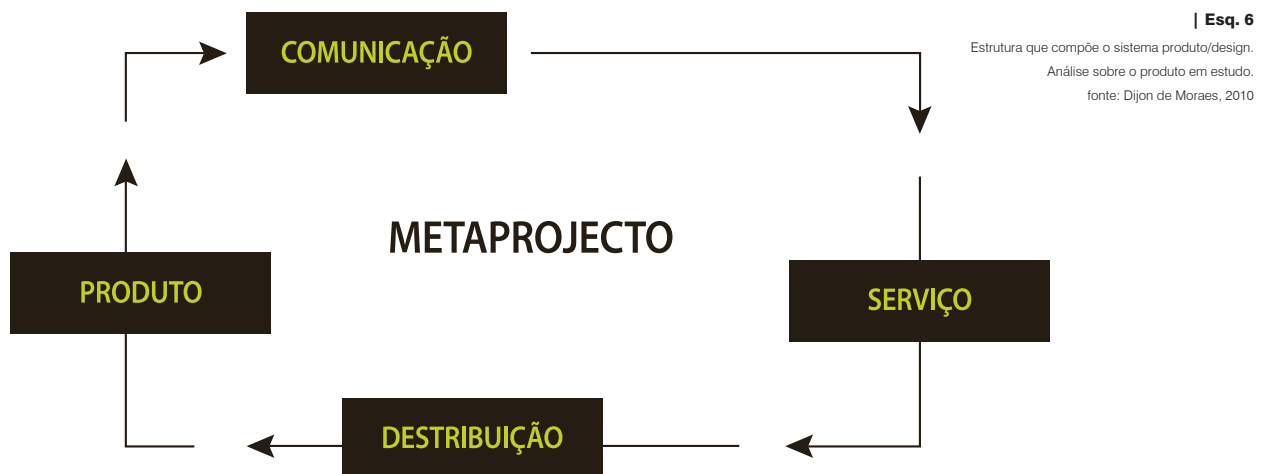 | Esq. 6
Estrutura que compõe o sistema produto/design.
Análise sobre o produto em estudo.
fonte: Dijon de Moraes, 2010
COMUNICAÇÃO
METAPROJECTO
PRODUTO
SERVIÇO
DESTRIBUIÇÃO